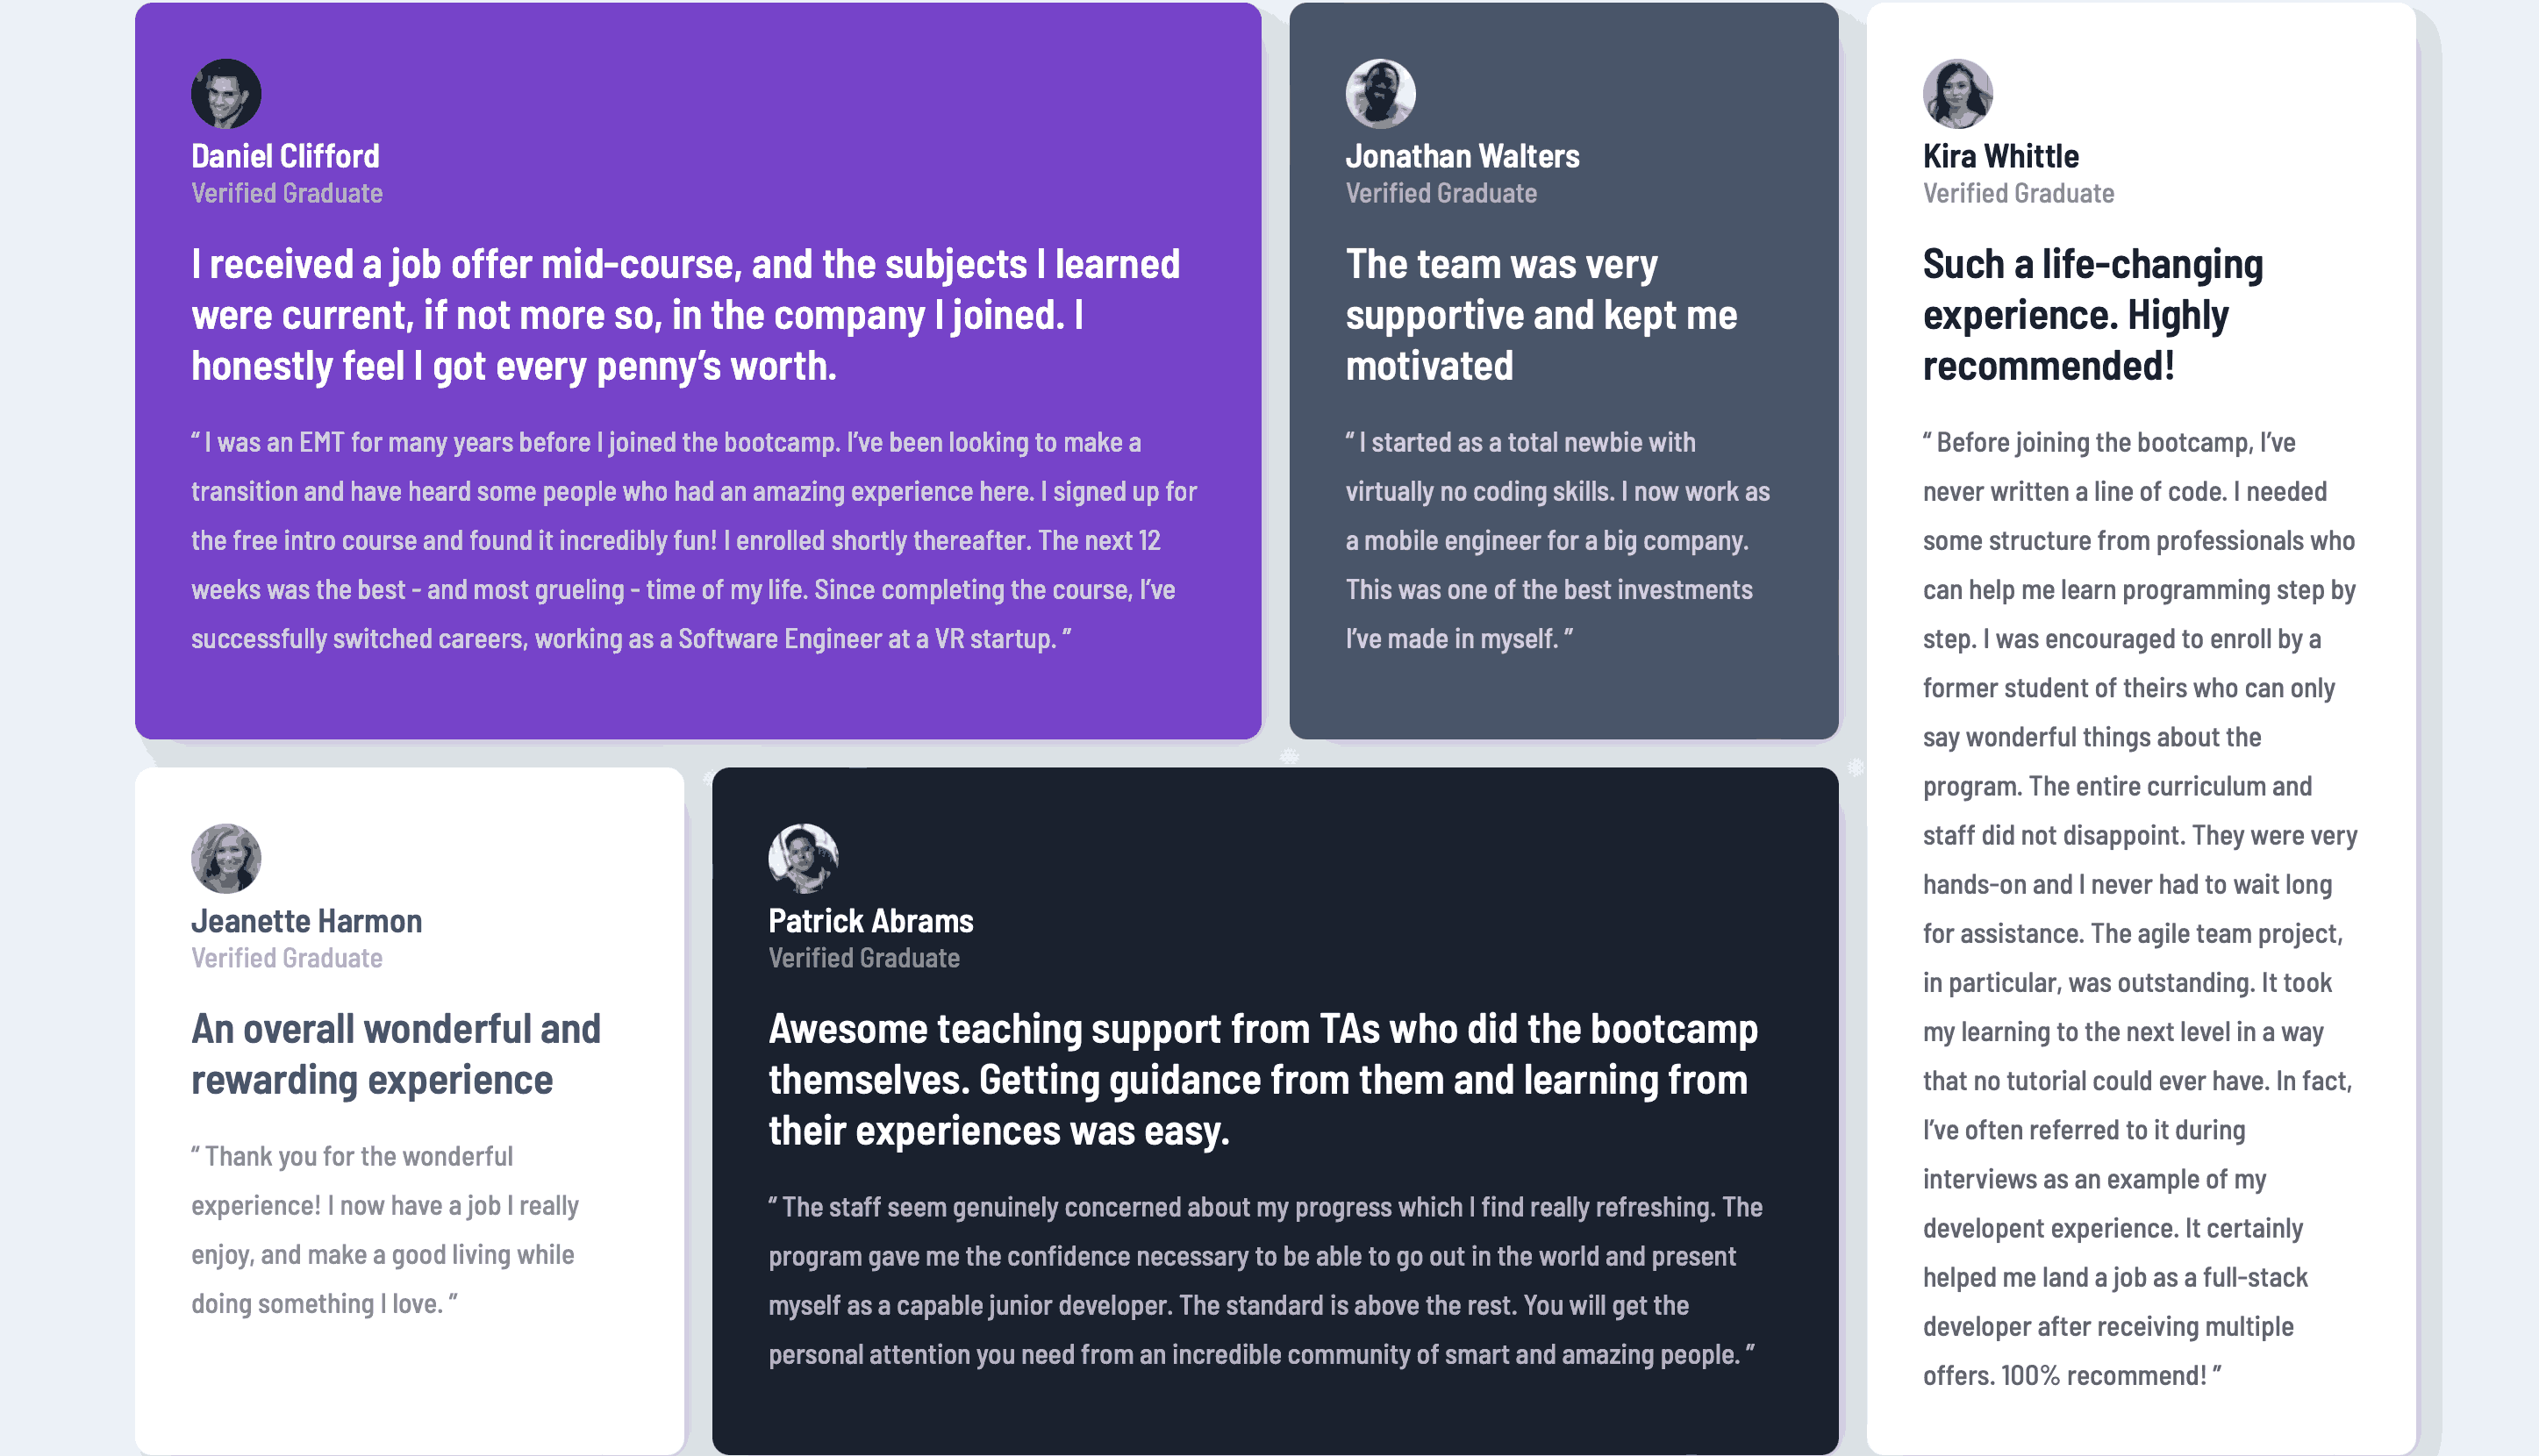 Daniel Clifford
Verified Graduate
I received a job offer mid-course, and the subjects I learned
were current, if not more so, in the company I joined. I
honestly feel I got every penny’s worth.
“ I was an EMT for many years before I joined the bootcamp. I’ve been looking to make a
transition and have heard some people who had an amazing experience here. I signed up for
the free intro course and found it incredibly fun! I enrolled shortly thereafter. The next 12
weeks was the best - and most grueling - time of my life. Since completing the course, I’ve
successfully switched careers, working as a Software Engineer at a VR startup. ”
Jonathan Walters
Verified Graduate
The team was very
supportive and kept me
motivated
“ I started as a total newbie with
virtually no coding skills. I now work as
a mobile engineer for a big company.
This was one of the best investments
I’ve made in myself. ”
Kira Whittle
Verified Graduate
Such a life-changing
experience. Highly
recommended!
“ Before joining the bootcamp, I’ve
never written a line of code. I needed
some structure from professionals who
can help me learn programming step by
step. I was encouraged to enroll by a
former student of theirs who can only
say wonderful things about the
program. The entire curriculum and
staff did not disappoint. They were very
hands-on and I never had to wait long
for assistance. The agile team project,
in particular, was outstanding. It took
my learning to the next level in a way
that no tutorial could ever have. In fact,
I’ve often referred to it during
interviews as an example of my
developent experience. It certainly
helped me land a job as a full-stack
developer after receiving multiple
offers. 100% recommend! ”
Jeanette Harmon
Verified Graduate
An overall wonderful and
rewarding experience
“ Thank you for the wonderful
experience! I now have a job I really
enjoy, and make a good living while
doing something I love. ”
Patrick Abrams
Verified Graduate
Awesome teaching support from TAs who did the bootcamp
themselves. Getting guidance from them and learning from
their experiences was easy.
“ The staff seem genuinely concerned about my progress which I find really refreshing. The
program gave me the confidence necessary to be able to go out in the world and present
myself as a capable junior developer. The standard is above the rest. You will get the
personal attention you need from an incredible community of smart and amazing people. ”